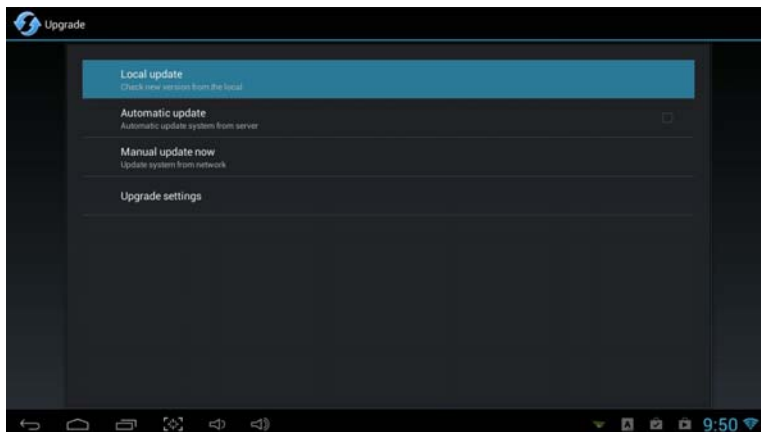 Upgrade
Local update
Check new version from the local
Automatic update
Automatic update system from server
Manual update now
Update system from network
Upgrade settings
A
9:50